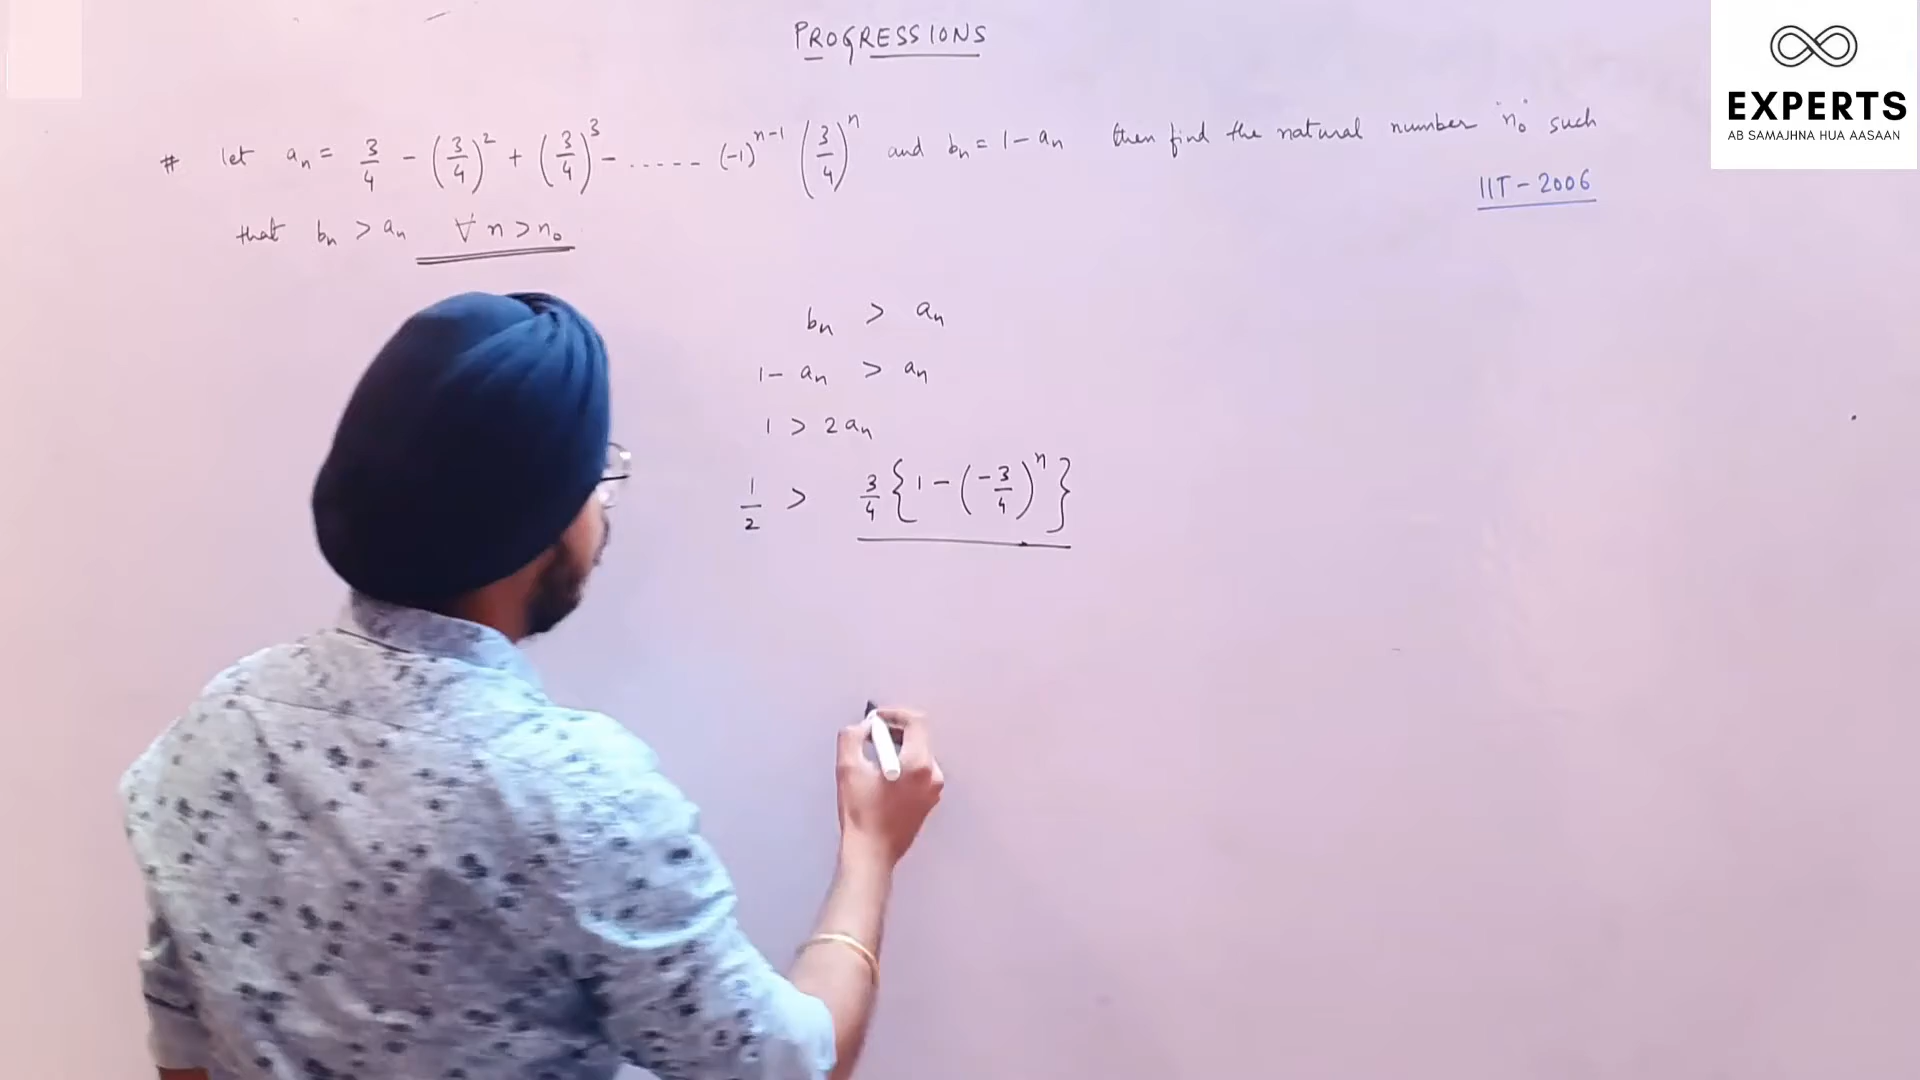 PROGRESSIONS
EXPERTS
AB SAMAJHNA HUA AASAAN
# let aₙ = 3/4 - (3/4)² + (3/4)³ - ...... (-1)ⁿ⁻¹ (3/4)ⁿ and bₙ = 1 - aₙ then find the natural number 'n₀' such
IIT - 2006
that bₙ > aₙ ∀ n > n₀
bₙ > aₙ
1 - aₙ > aₙ
1 > 2aₙ
1/2 > 3/4 {1 - (-3/4)ⁿ}